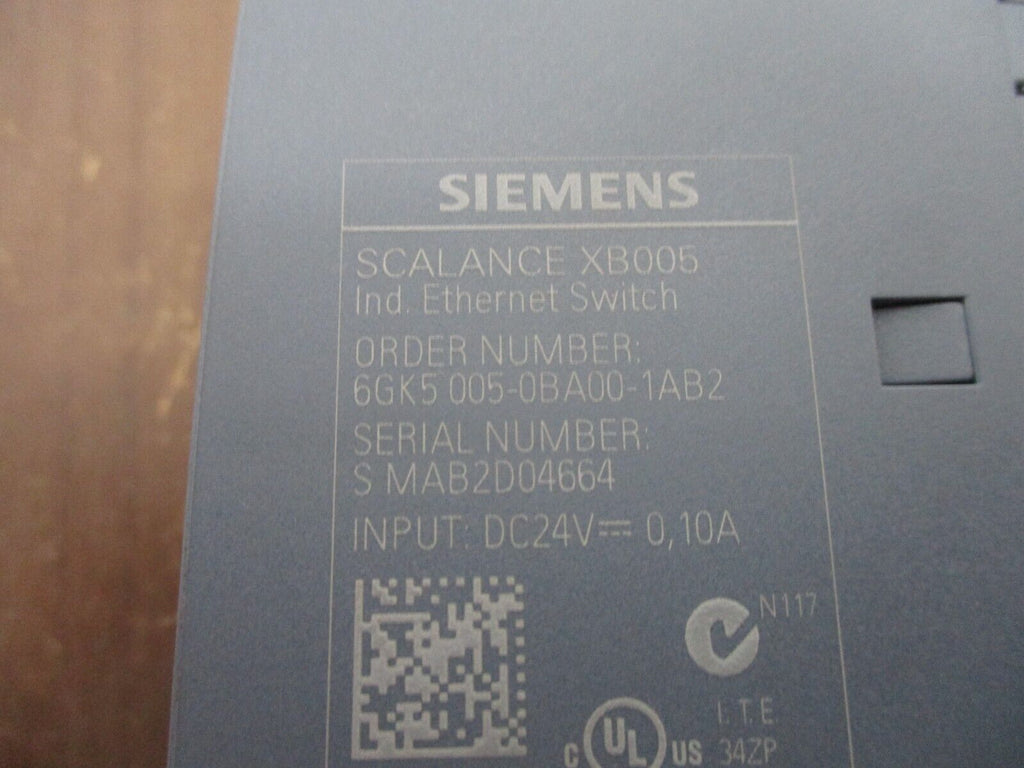 SIEMENS
SCALANCE XB005
Ind. Ethernet Switch
ORDER NUMBER:
6GK5 005-0BA00-1AB2
SERIAL NUMBER:
S MAB2D04664
INPUT: DC24V⎓ 0,10A
N117
C UL US
I.T.E.
34ZP